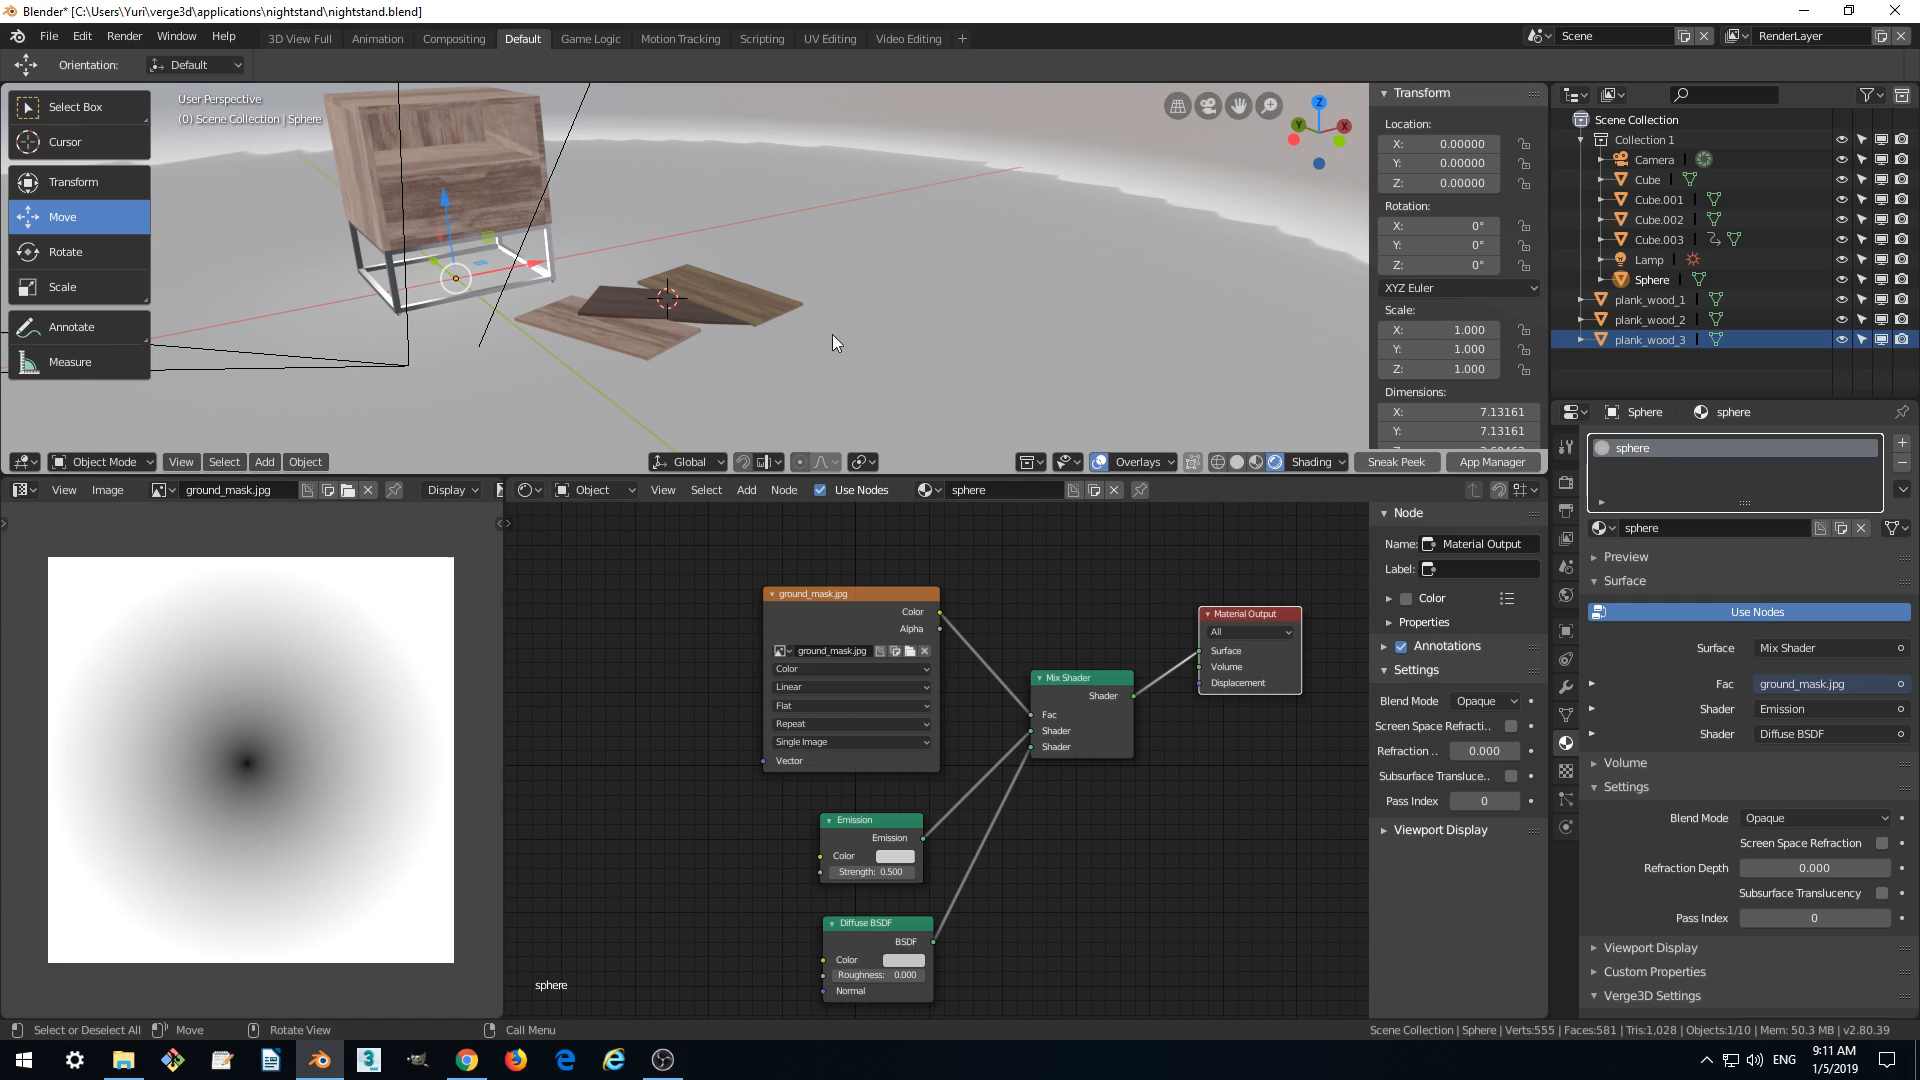 Blender* [C:\Users\Yuri\verge3d\applications\nightstand\nightstand.blend]
File Edit Render Window Help 3D View Full Animation Compositing Default Game Logic Motion Tracking Scripting UV Editing Video Editing + Scene RenderLayer
Orientation: Default
Select Box
Cursor
Transform
Move
Rotate
Scale
Annotate
Measure
User Perspective
(0) Scene Collection | Sphere
Z
Y
X
Transform
Location:
X: 0.00000
Y: 0.00000
Z: 0.00000
Rotation:
X: 0°
Y: 0°
Z: 0°
XYZ Euler
Scale:
X: 1.000
Y: 1.000
Z: 1.000
Dimensions:
X: 7.13161
Y: 7.13161
Scene Collection
Collection 1
Camera
Cube
Cube.001
Cube.002
Cube.003
Lamp
Sphere
plank_wood_1
plank_wood_2
plank_wood_3
Object Mode View Select Add Object Global Overlays Shading Sneak Peek App Manager
View Image ground_mask.jpg Display
Object View Select Add Node Use Nodes sphere
ground_mask.jpg
Color
Alpha
ground_mask.jpg
Color
Linear
Flat
Repeat
Single Image
Vector
Emission
Emission
Color
Strength: 0.500
Diffuse BSDF
BSDF
Color
Roughness: 0.000
Normal
Mix Shader
Shader
Fac
Shader
Shader
Material Output
All
Surface
Volume
Displacement
sphere
Node
Name: Material Output
Label:
Color
Properties
Annotations
Settings
Blend Mode Opaque
Screen Space Refracti..
Refraction .. 0.000
Subsurface Transluce..
Pass Index 0
Viewport Display
Sphere sphere
sphere
sphere
Preview
Surface
Use Nodes
Surface Mix Shader
Fac ground_mask.jpg
Shader Emission
Shader Diffuse BSDF
Volume
Settings
Blend Mode Opaque
Screen Space Refraction
Refraction Depth 0.000
Subsurface Translucency
Pass Index 0
Viewport Display
Custom Properties
Verge3D Settings
Select or Deselect All Move Rotate View Call Menu Scene Collection | Sphere | Verts:555 | Faces:581 | Tris:1,028 | Objects:1/10 | Mem: 50.3 MB | v2.80.39
ENG
9:11 AM
1/5/2019